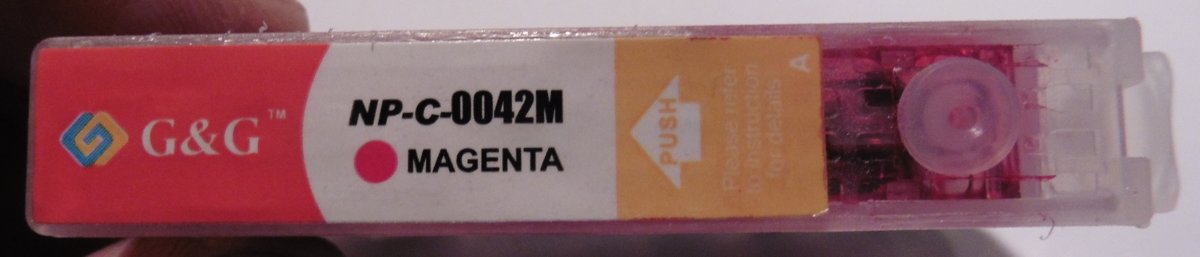 G&G™
NP-C-0042M
MAGENTA
PUSH
Please refer
to instruction
for details
A